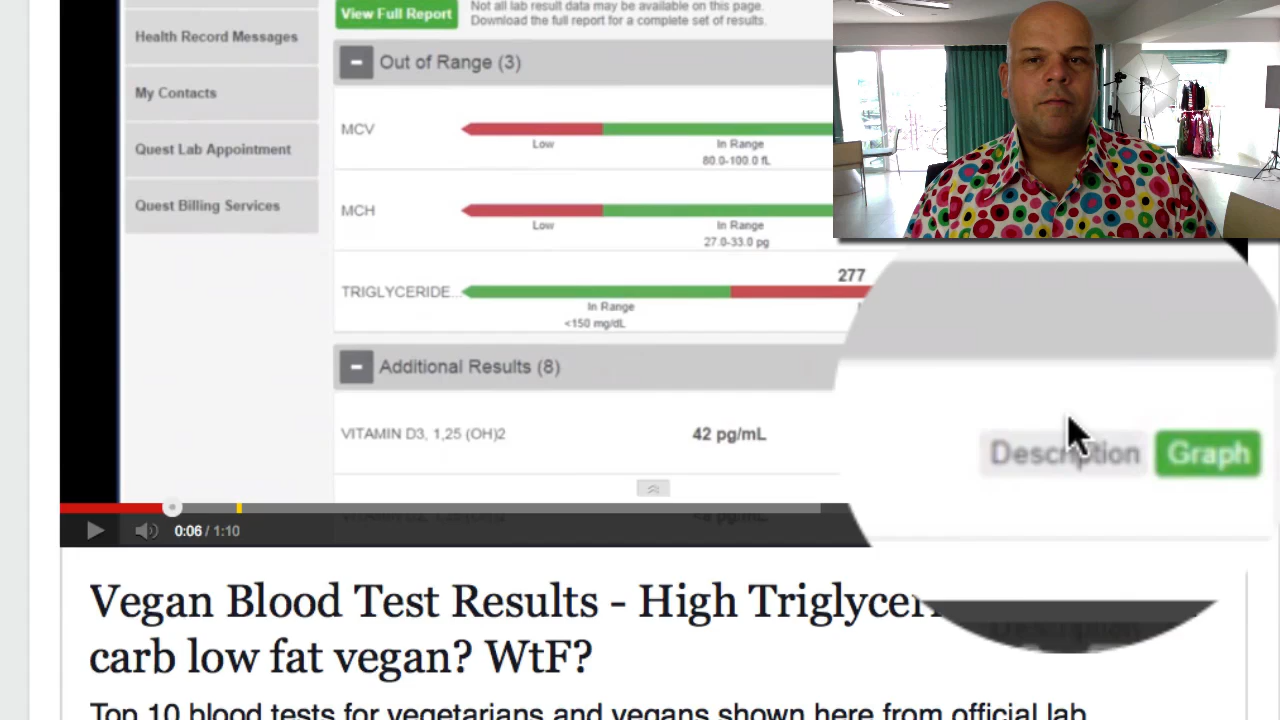 Health Record Messages
My Contacts
Quest Lab Appointment
Quest Billing Services
View Full Report
Not all lab result data may be available on this page.
Download the full report for a complete set of results.
Out of Range (3)
MCV
Low
In Range
80.0-100.0 fL
MCH
Low
In Range
27.0-33.0 pg
277
TRIGLYCERIDE...
In Range
<150 mg/dL
Additional Results (8)
VITAMIN D3, 1,25 (OH)2
42 pg/mL
Description
Graph
0:06 / 1:10
Vegan Blood Test Results - High
carb low fat vegan? WtF?
Top 10 blood tests for vegetarians and vegans shown here from official lab